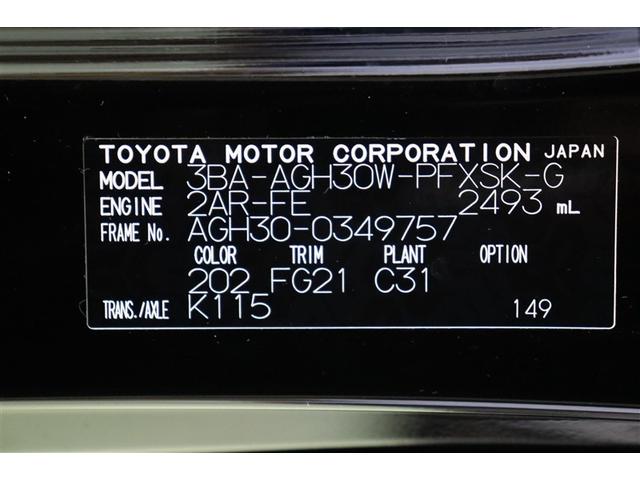 TOYOTA MOTOR CORPORATION JAPAN
MODEL 3BA-AGH30W-PFXSK-G
ENGINE 2AR-FE 2493 mL
FRAME No. AGH30-0349757
COLOR TRIM PLANT OPTION
202 FG21 C31
TRANS./AXLE K115 149